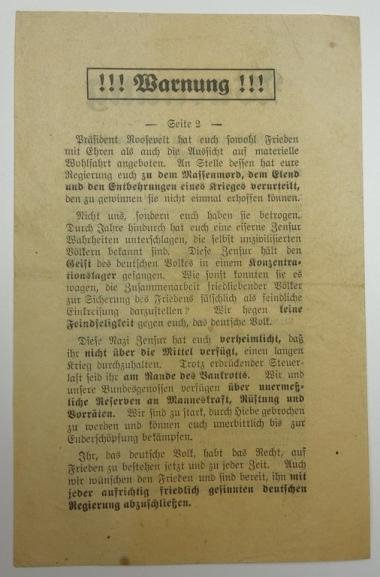 !!! Warnung !!!
— Seite 2 —
Präsident Roosevelt hat euch sowohl Frieden
mit Ehren als auch die Aussicht auf materielle
Wohlfahrt angeboten. An Stelle dessen hat eure
Regierung euch zu dem Massenmord, dem Elend
und den Entbehrungen eines Krieges verurteilt,
den zu gewinnen sie nicht einmal erhoffen können.
Nicht uns, sondern euch haben sie betrogen.
Durch Jahre hindurch hat euch eine eiserne Zensur
Wahrheiten unterschlagen, die selbst unzivilisierten
Völkern bekannt sind. Diese Zensur hält den
Geist des deutschen Volkes in einem Konzentra-
tionslager gefangen. Wie sonst konnten sie es
wagen, die Zusammenarbeit friedliebender Völker
zur Sicherung des Friedens fälschlich als feindliche
Einkreisung darzustellen? Wir hegen keine
Feindseligkeit gegen euch, das deutsche Volk.
Diese Nazi Zensur hat euch verheimlicht, daß
ihr nicht über die Mittel verfügt, einen langen
Krieg durchzuhalten. Trotz erdrückender Steuer-
last seid ihr am Rande des Bankrotts. Wir und
unsere Bundesgenossen verfügen über unermeß-
liche Reserven an Manneskraft, Rüstung und
Vorräten. Wir sind zu stark, durch Hiebe gebrochen
zu werden und können euch unerbittlich bis zur
Enderschöpfung bekämpfen.
Ihr, das deutsche Volk, habt das Recht, auf
Frieden zu bestehen jetzt und zu jeder Zeit. Auch
wir wünschen den Frieden und sind bereit, ihn mit
jeder aufrichtig friedlich gesinnten deutschen
Regierung abzuschließen.